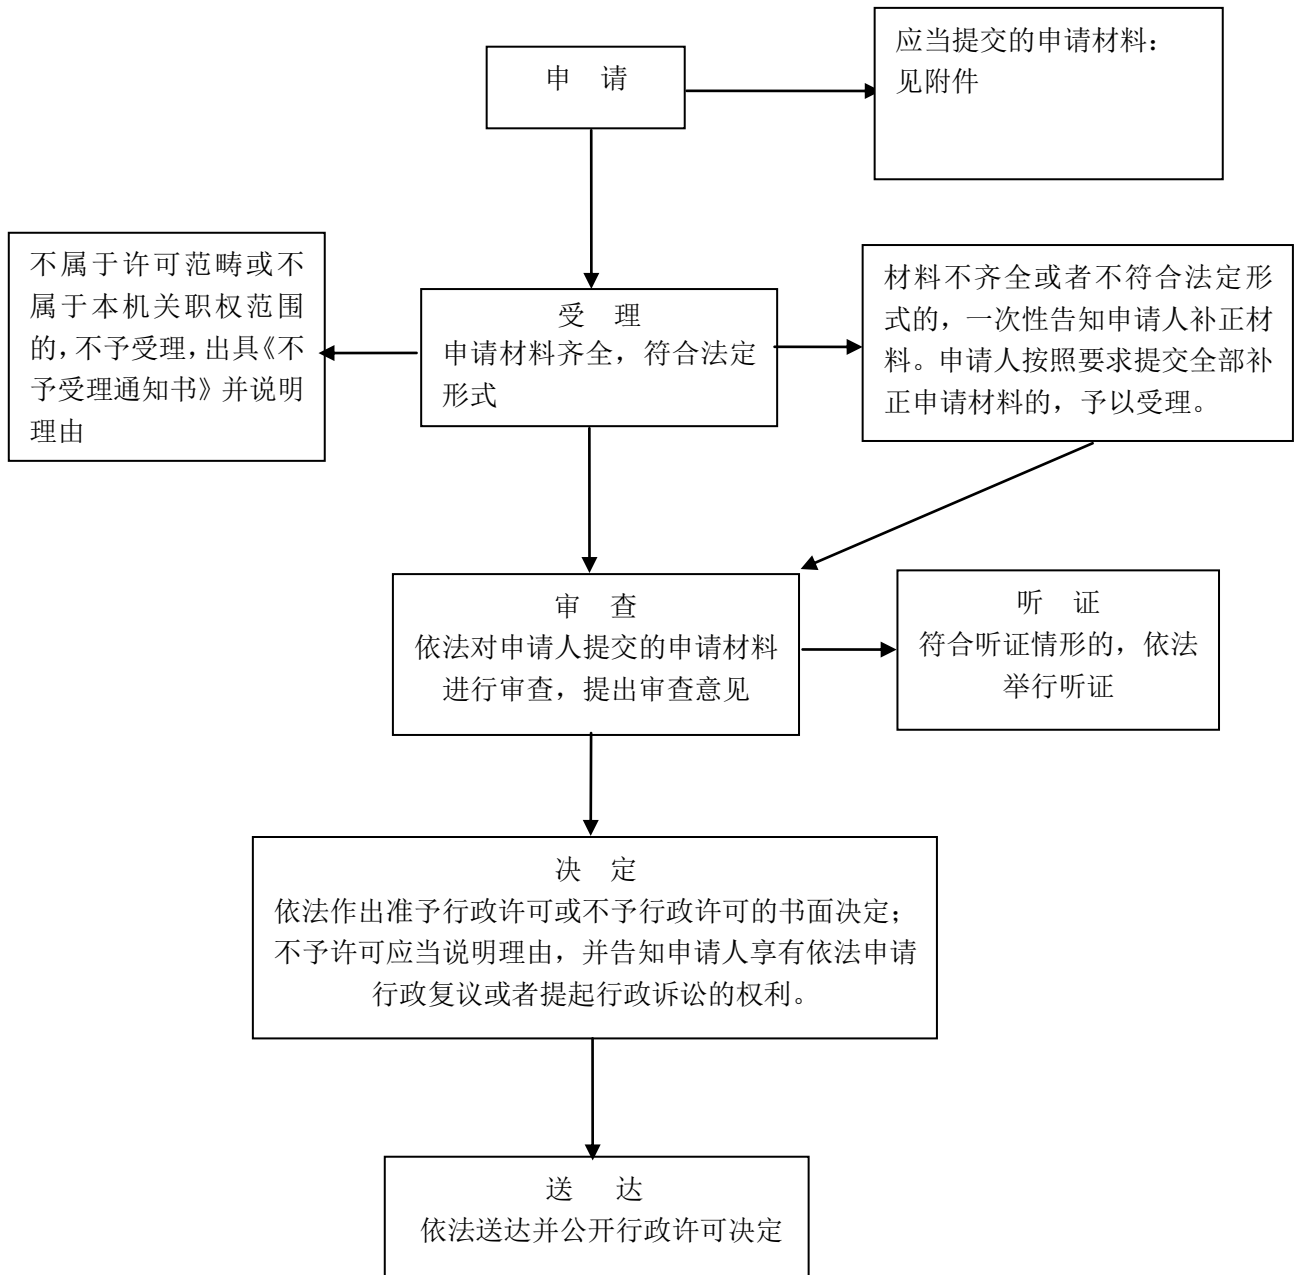 申 请
应当提交的申请材料：
见附件
不属于许可范畴或不
属于本机关职权范围
的，不予受理，出具《不
予受理通知书》并说明
理由
受 理
申请材料齐全，符合法定
形式
材料不齐全或者不符合法定形
式的，一次性告知申请人补正材
料。申请人按照要求提交全部补
正申请材料的，予以受理。
审 查
依法对申请人提交的申请材料
进行审查，提出审查意见
听 证
符合听证情形的，依法
举行听证
决 定
依法作出准予行政许可或不予行政许可的书面决定；
不予许可应当说明理由，并告知申请人享有依法申请
行政复议或者提起行政诉讼的权利。
送 达
依法送达并公开行政许可决定